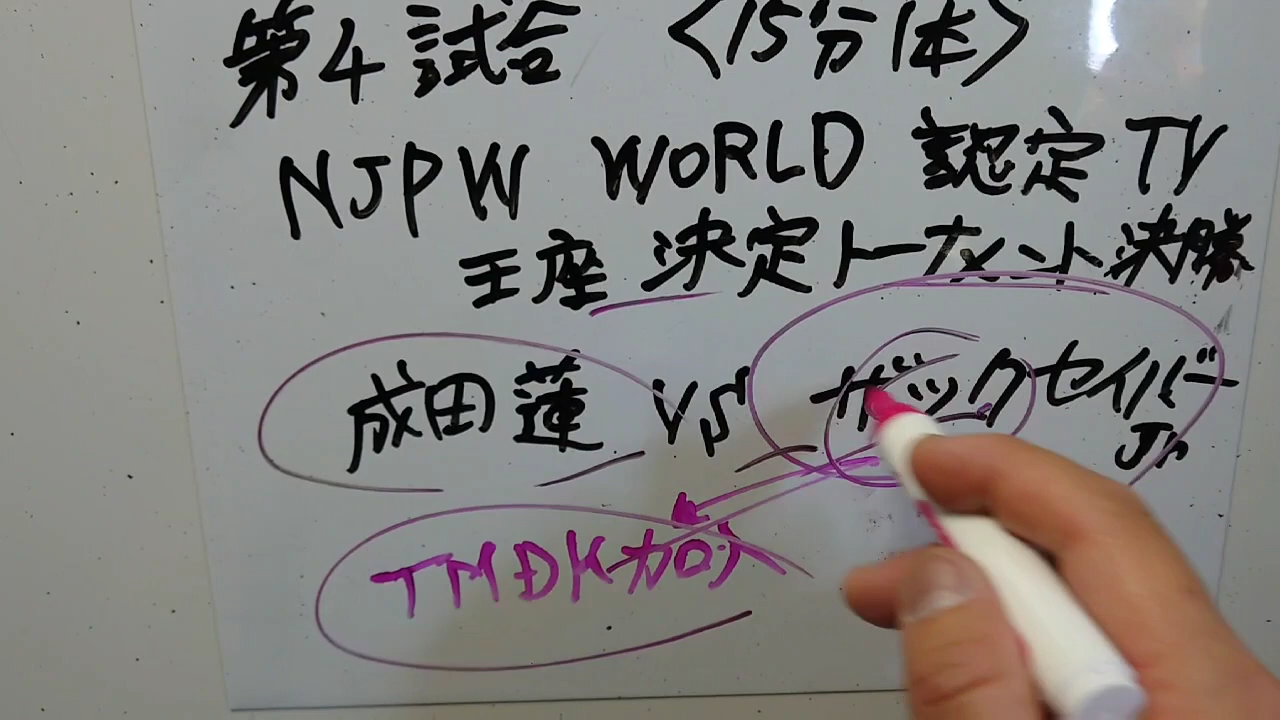 第4試合 〈15分1本〉
NJPW WORLD 認定TV
王座 決定トーナメント決勝
成田蓮 VS ザックセイバー
Jr
TMDK加入